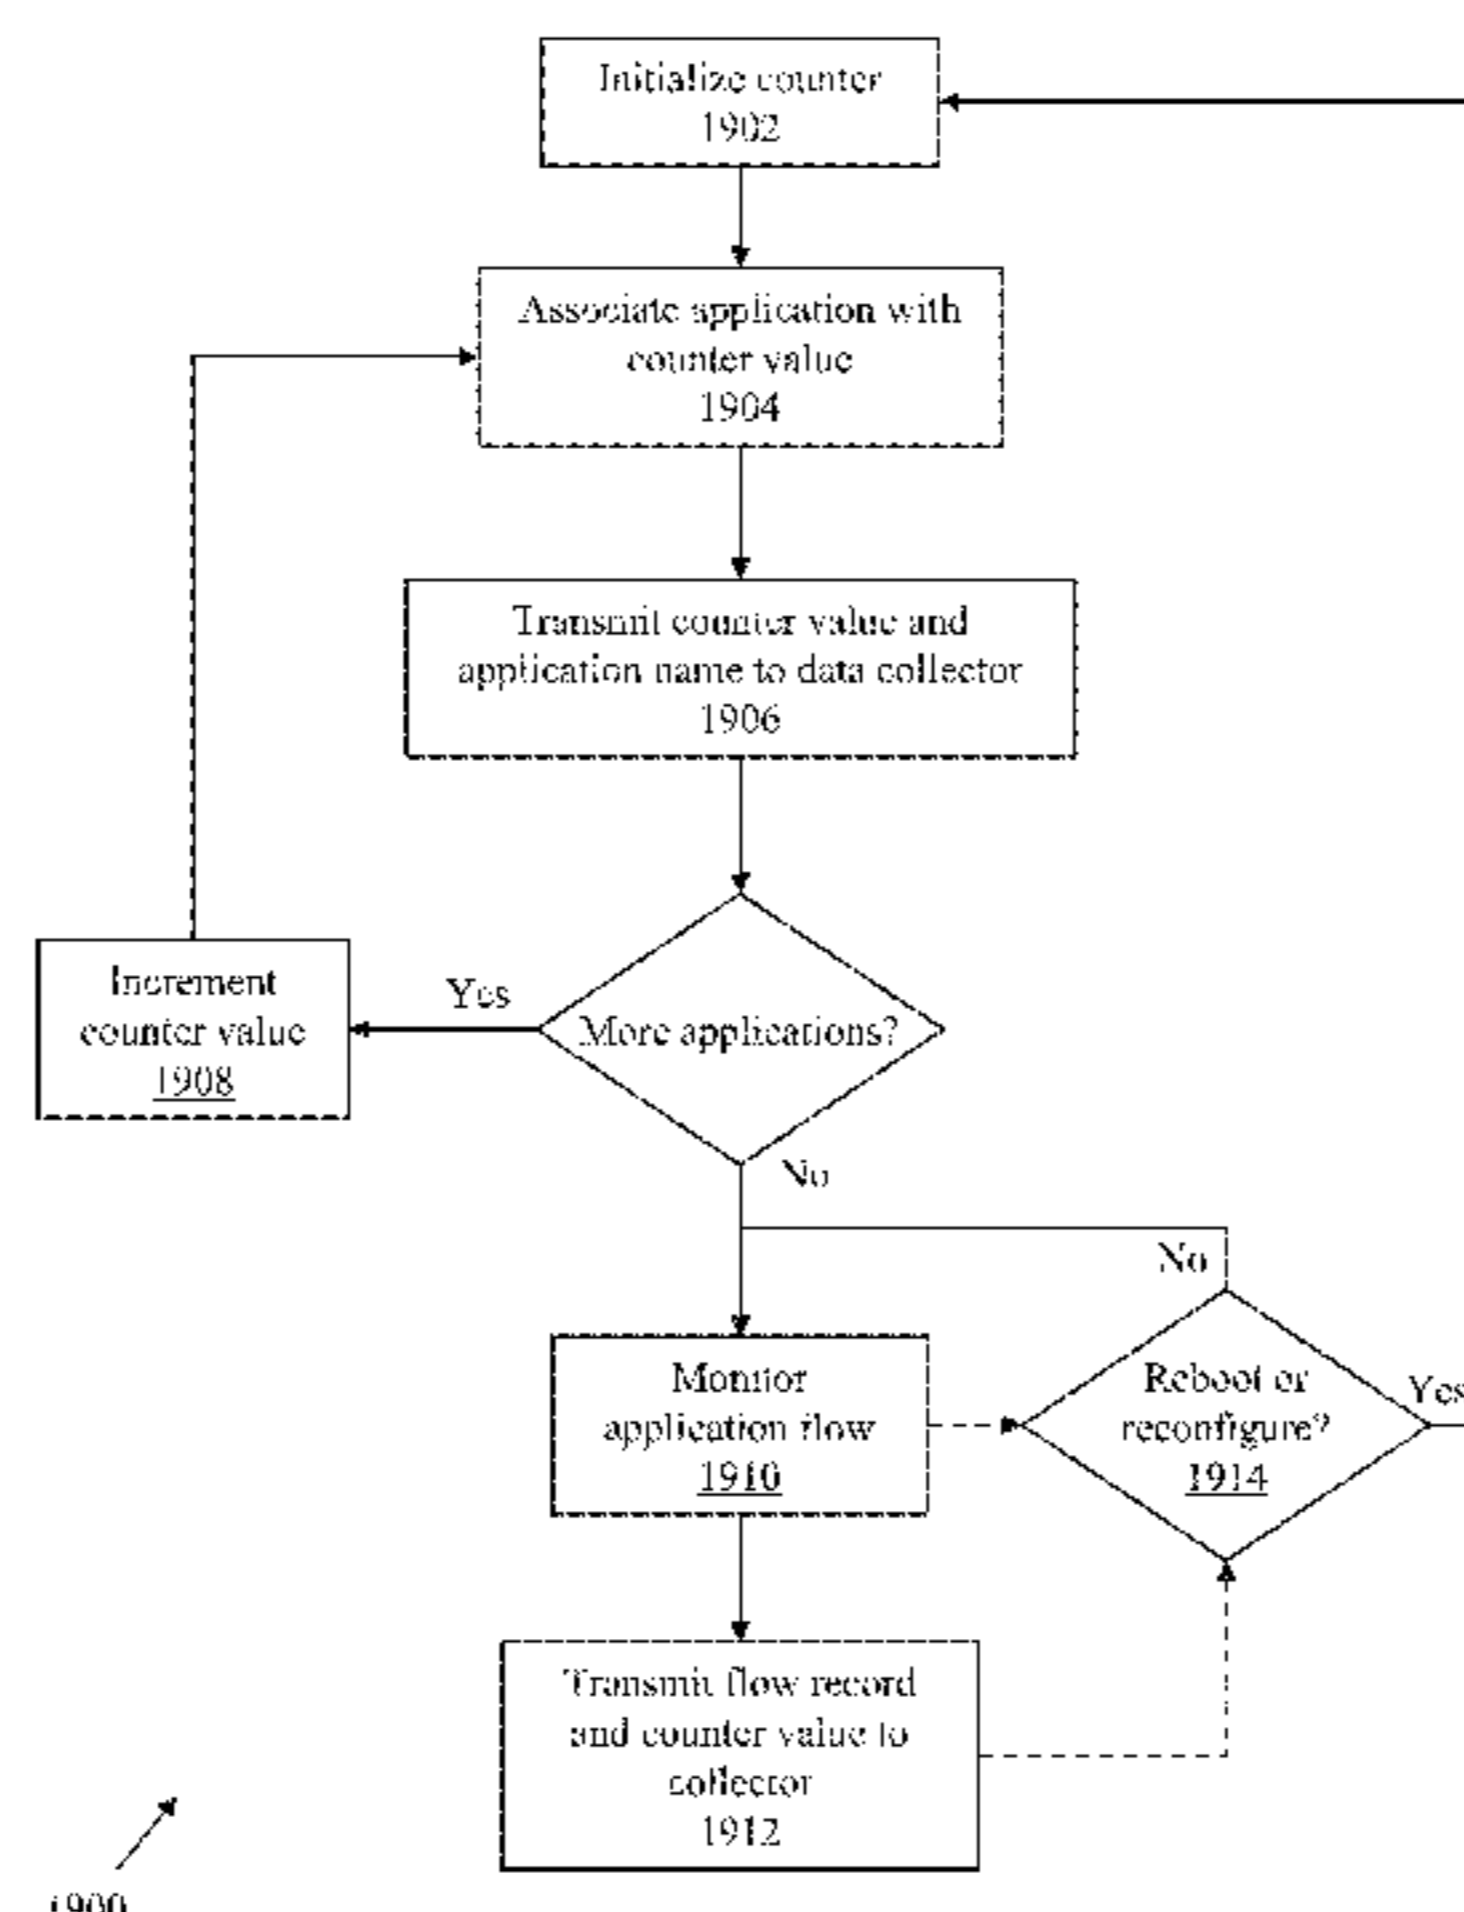 Initialize counter
1902
Associate application with
counter value
1904
Transmit counter value and
application name to data collector
1906
Increment
counter value
1908
Yes
More applications?
No
No
Monitor
application flow
1910
Reboot or
reconfigure?
1914
Yes
Transmit flow record
and counter value to
collector
1912
1900